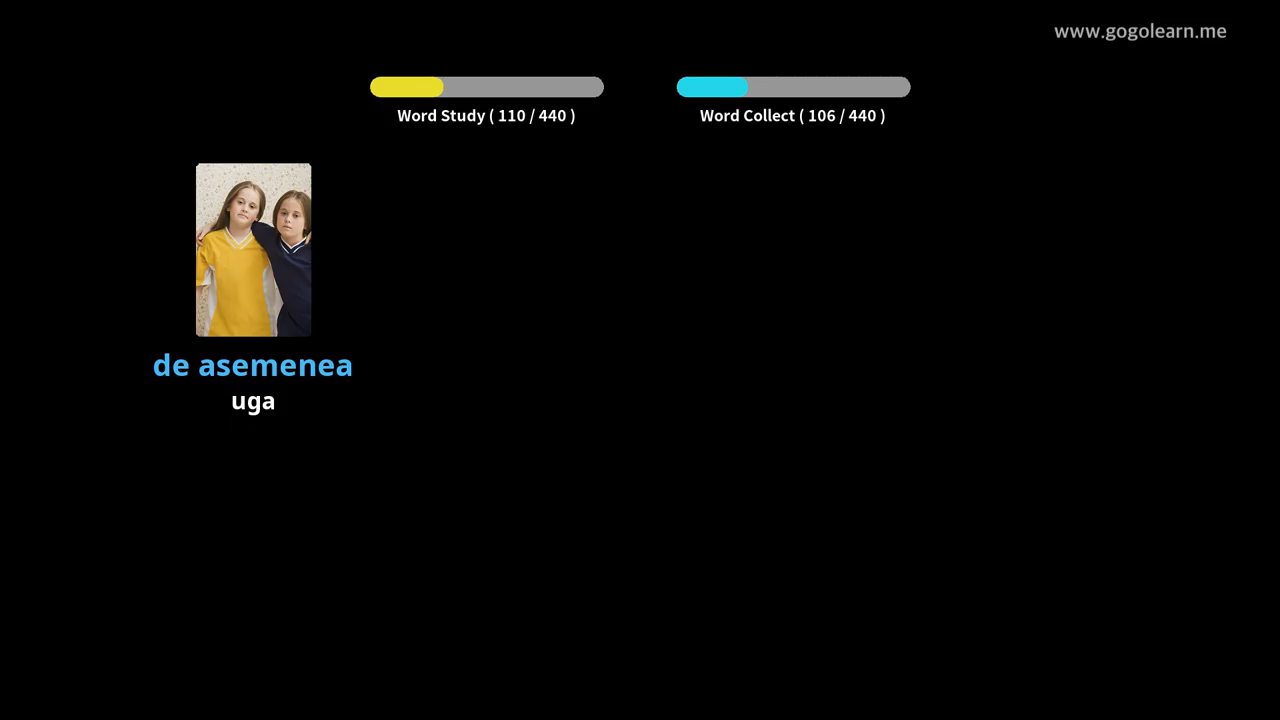 www.gogolearn.me
Word Study ( 110 / 440 )
Word Collect ( 106 / 440 )
de asemenea
uga